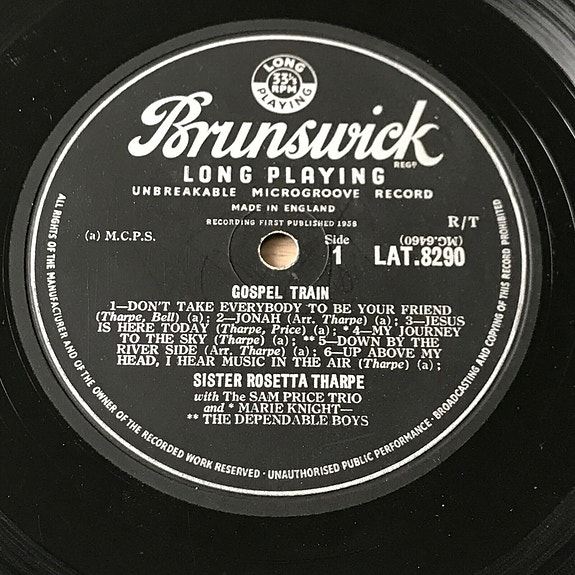 LONG
33⅓
RPM
PLAYING
Brunswick
REGD
LONG PLAYING
UNBREAKABLE MICROGROOVE RECORD
MADE IN ENGLAND
RECORDING FIRST PUBLISHED 1958
R/T
(a) M.C.P.S.
Side
1
(MG.6460)
LAT.8290
GOSPEL TRAIN
1—DON'T TAKE EVERYBODY TO BE YOUR FRIEND
(Tharpe, Bell) (a); 2—JONAH (Arr. Tharpe) (a); 3—JESUS
IS HERE TODAY (Tharpe, Price) (a); * 4—MY JOURNEY
TO THE SKY (Tharpe) (a); ** 5—DOWN BY THE
RIVER SIDE (Arr. Tharpe) (a); 6—UP ABOVE MY
HEAD, I HEAR MUSIC IN THE AIR (Tharpe) (a);
SISTER ROSETTA THARPE
with The SAM PRICE TRIO
and * MARIE KNIGHT—
** THE DEPENDABLE BOYS
ALL RIGHTS OF THE MANUFACTURER AND OF THE OWNER OF THE RECORDED WORK RESERVED · UNAUTHORISED PUBLIC PERFORMANCE · BROADCASTING AND COPYING OF THIS RECORD PROHIBITED